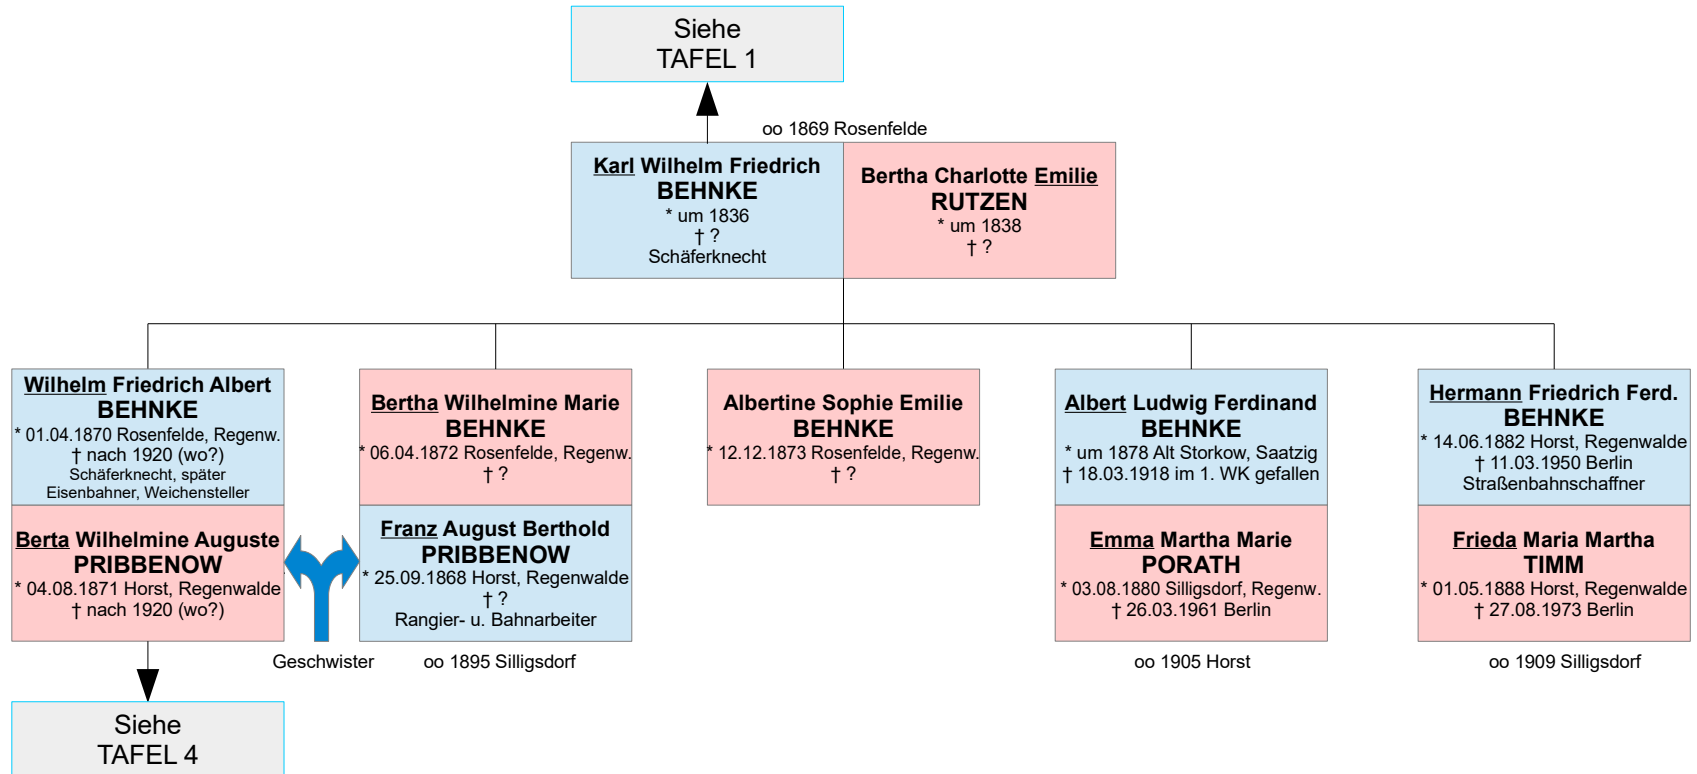 Siehe
TAFEL 1
oo 1869 Rosenfelde
Karl Wilhelm Friedrich
BEHNKE
* um 1836
† ?
Schäferknecht
Bertha Charlotte Emilie
RUTZEN
* um 1838
† ?
Wilhelm Friedrich Albert
BEHNKE
* 01.04.1870 Rosenfelde, Regenw.
† nach 1920 (wo?)
Schäferknecht, später
Eisenbahner, Weichensteller
Berta Wilhelmine Auguste
PRIBBENOW
* 04.08.1871 Horst, Regenwalde
† nach 1920 (wo?)
Geschwister
Bertha Wilhelmine Marie
BEHNKE
* 06.04.1872 Rosenfelde, Regenw.
† ?
Franz August Berthold
PRIBBENOW
* 25.09.1868 Horst, Regenwalde
† ?
Rangier- u. Bahnarbeiter
oo 1895 Silligsdorf
Albertine Sophie Emilie
BEHNKE
* 12.12.1873 Rosenfelde, Regenw.
† ?
Albert Ludwig Ferdinand
BEHNKE
* um 1878 Alt Storkow, Saatzig
† 18.03.1918 im 1. WK gefallen
Emma Martha Marie
PORATH
* 03.08.1880 Silligsdorf, Regenw.
† 26.03.1961 Berlin
oo 1905 Horst
Hermann Friedrich Ferd.
BEHNKE
* 14.06.1882 Horst, Regenwalde
† 11.03.1950 Berlin
Straßenbahnschaffner
Frieda Maria Martha
TIMM
* 01.05.1888 Horst, Regenwalde
† 27.08.1973 Berlin
oo 1909 Silligsdorf
Siehe
TAFEL 4